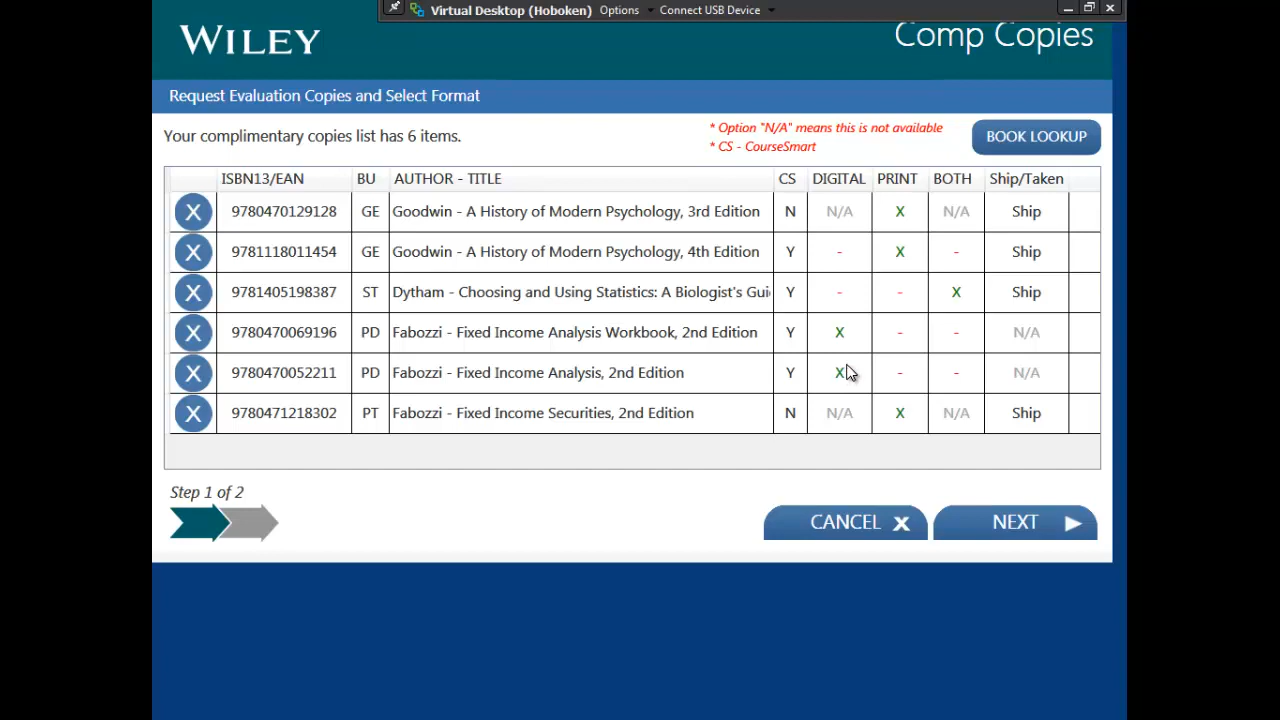 Virtual Desktop (Hoboken) Options Connect USB Device
WILEY
Comp Copies
Request Evaluation Copies and Select Format
Your complimentary copies list has 6 items.
* Option "N/A" means this is not available
* CS - CourseSmart
BOOK LOOKUP
ISBN13/EAN BU AUTHOR - TITLE CS DIGITAL PRINT BOTH Ship/Taken
X 9780470129128 GE Goodwin - A History of Modern Psychology, 3rd Edition N N/A X N/A Ship
X 9781118011454 GE Goodwin - A History of Modern Psychology, 4th Edition Y - X - Ship
X 9781405198387 ST Dytham - Choosing and Using Statistics: A Biologist's Gui Y - - X Ship
X 9780470069196 PD Fabozzi - Fixed Income Analysis Workbook, 2nd Edition Y X - - N/A
X 9780470052211 PD Fabozzi - Fixed Income Analysis, 2nd Edition Y X - - N/A
X 9780471218302 PT Fabozzi - Fixed Income Securities, 2nd Edition N N/A X N/A Ship
Step 1 of 2
CANCEL X
NEXT